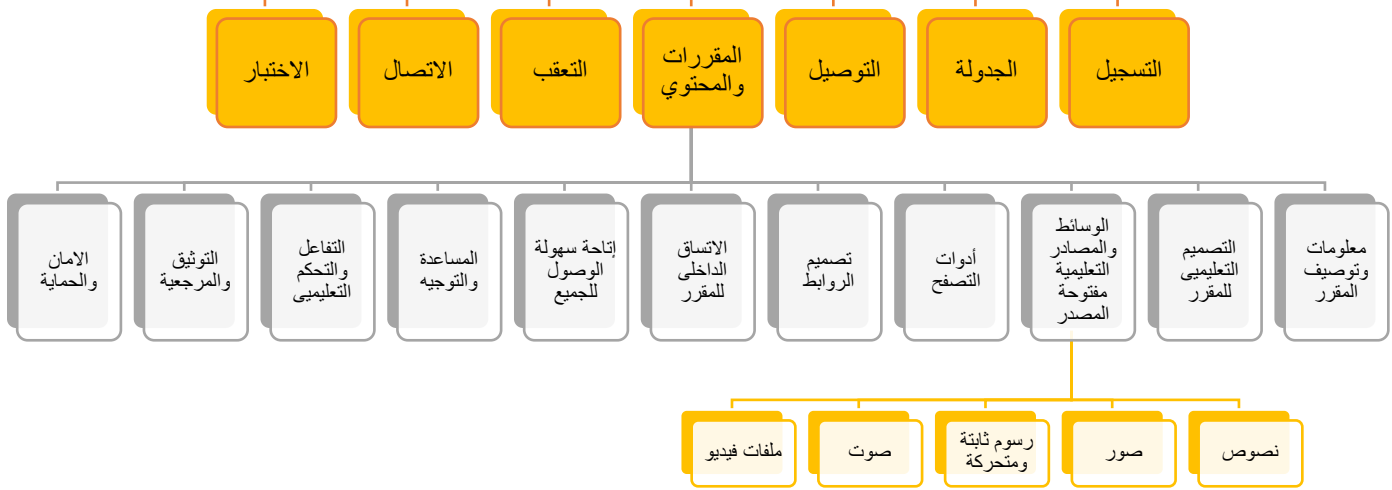 التسجيل
الجدولة
التوصيل
المقررات
والمحتوي
التعقب
الاتصال
الاختبار
معلومات
وتوصيف
المقرر
التصميم
التعليميى
للمقرر
الوسائط
والمصادر
التعليمية
مفتوحة
المصدر
أدوات
التصفح
تصميم
الروابط
الاتساق
الداخلى
للمقرر
إتاحة سهولة
الوصول
للجميع
المساعدة
والتوجيه
التفاعل
والتحكم
التعليميى
التوثيق
والمرجعية
الامان
والحماية
نصوص
صور
رسوم ثابتة
ومتحركة
صوت
ملفات فيديو